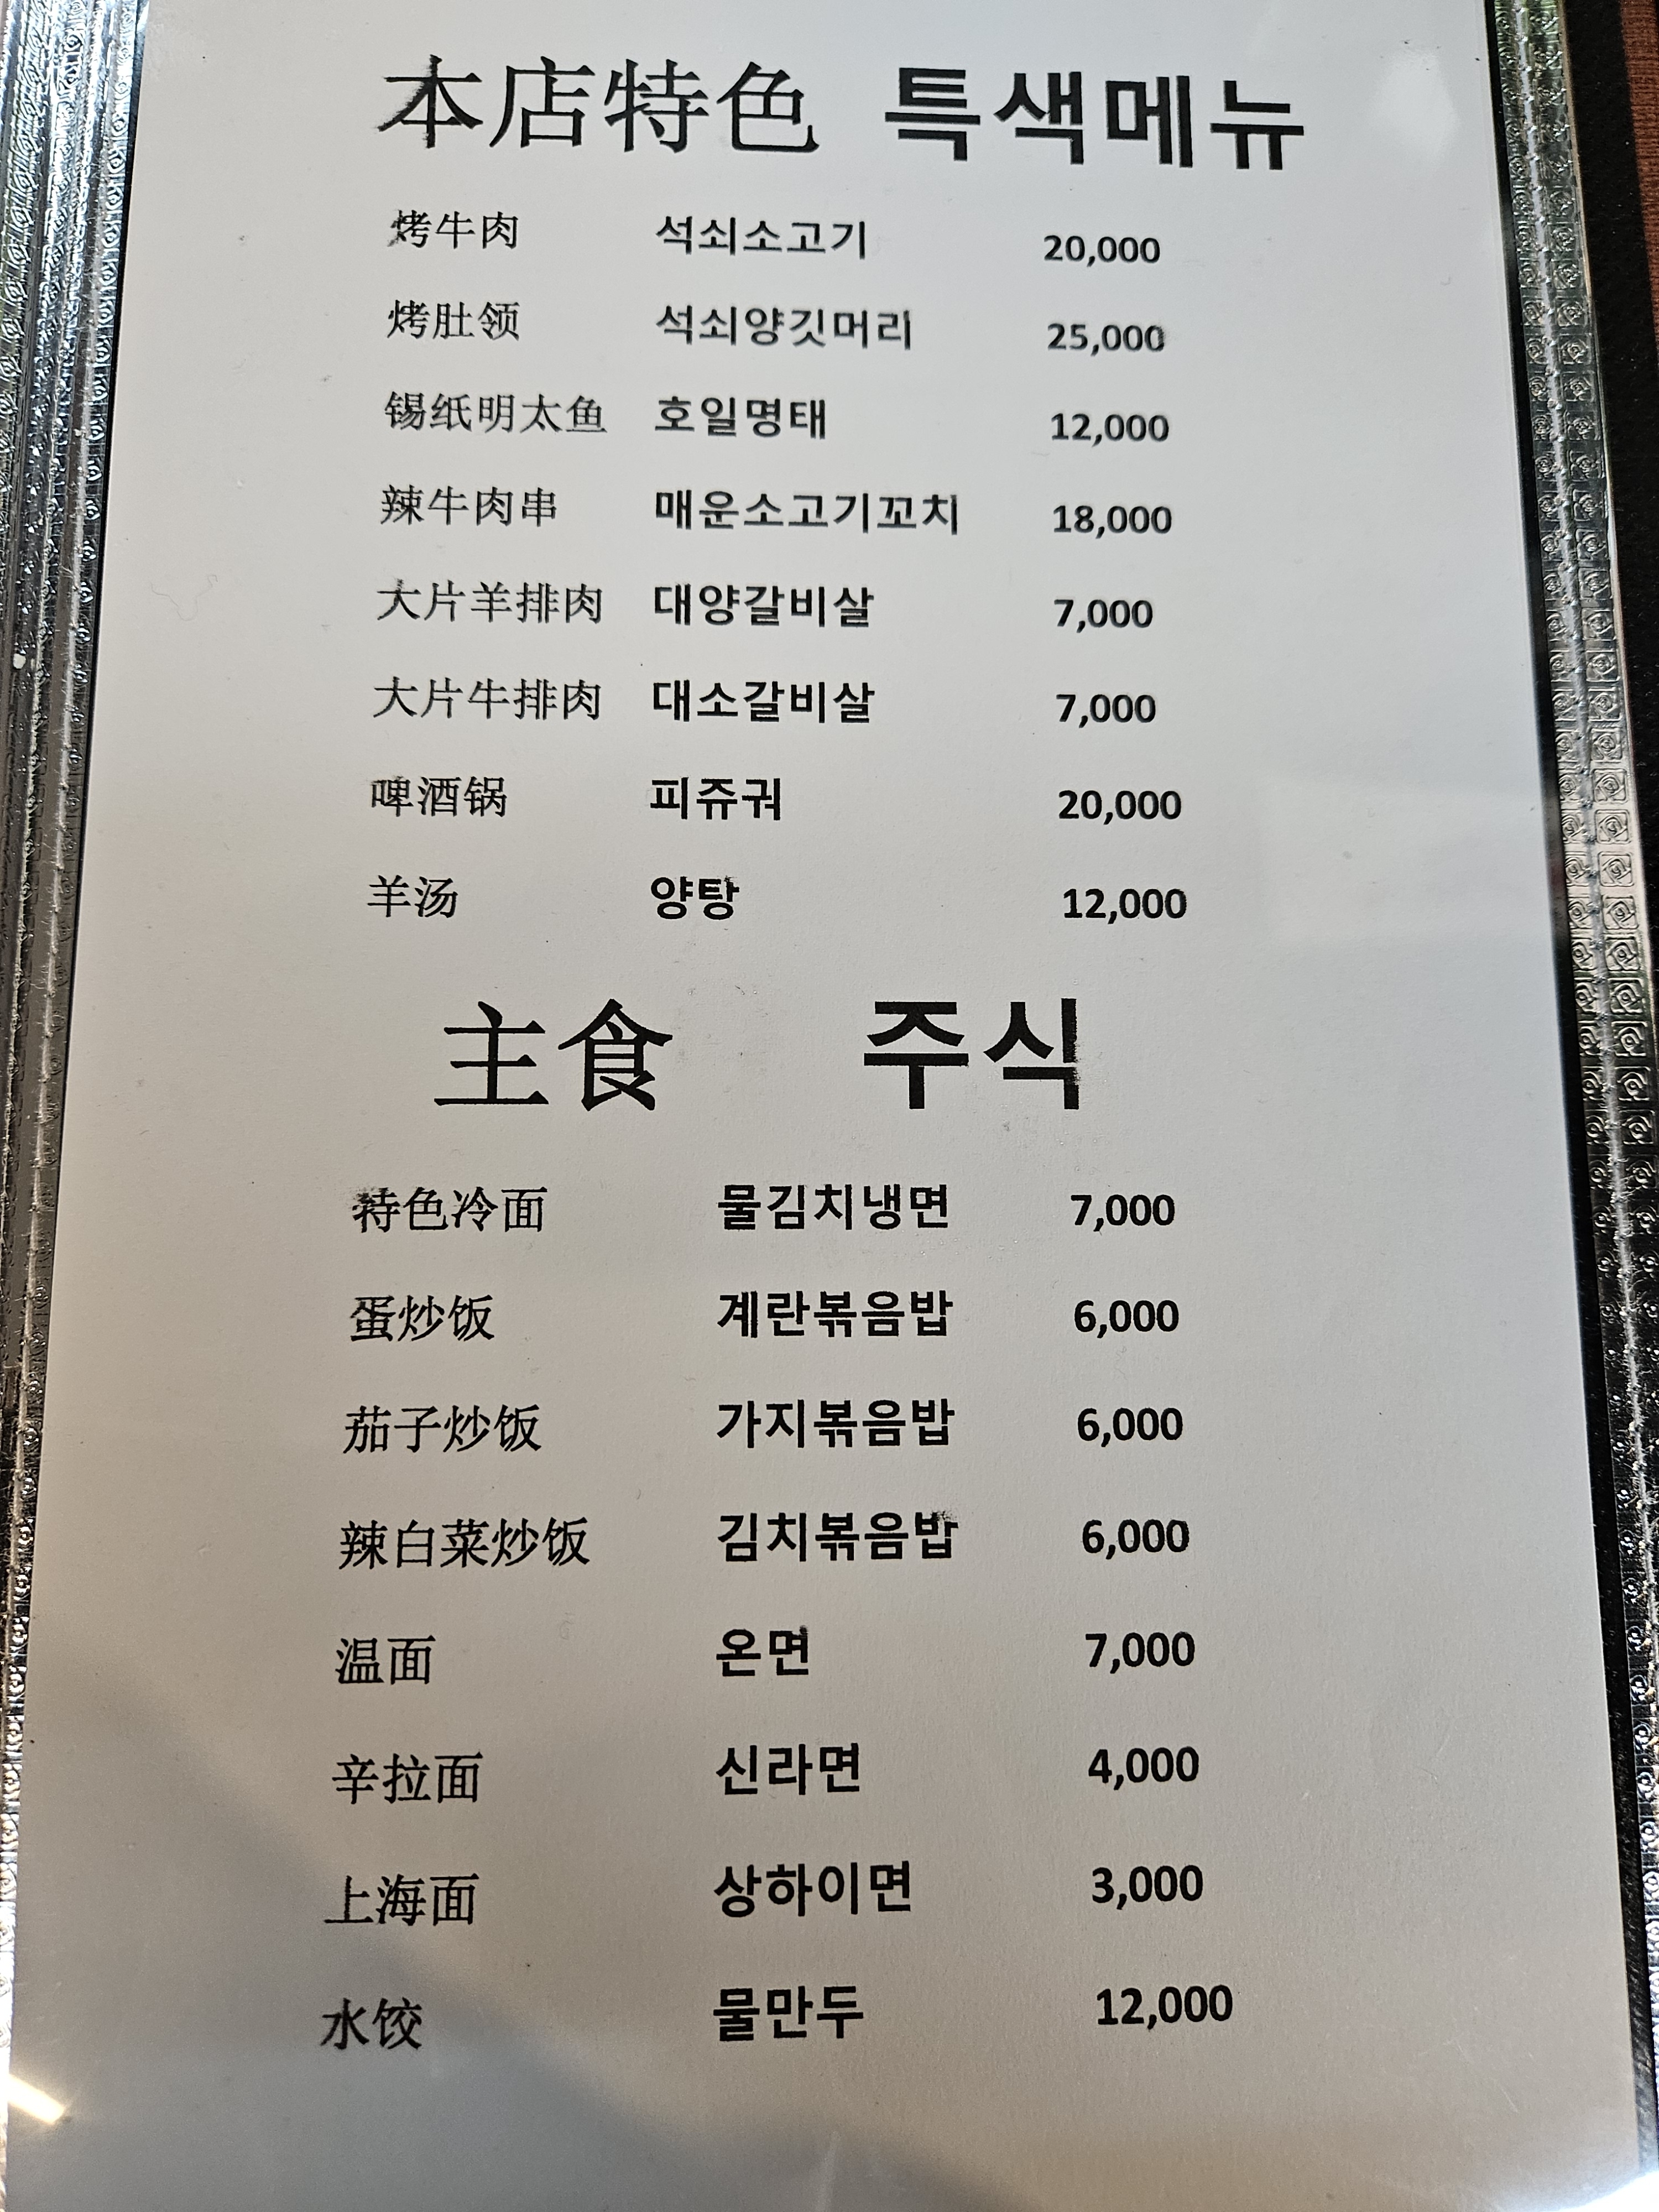 本店特色 특색메뉴
烤牛肉 석쇠소고기 20,000
烤肚领 석쇠양깃머리 25,000
锡纸明太鱼 호일명태 12,000
辣牛肉串 매운소고기꼬치 18,000
大片羊排肉 대양갈비살 7,000
大片牛排肉 대소갈비살 7,000
啤酒锅 피쥬궈 20,000
羊汤 양탕 12,000
主食 주식
特色冷面 물김치냉면 7,000
蛋炒饭 계란볶음밥 6,000
茄子炒饭 가지볶음밥 6,000
辣白菜炒饭 김치볶음밥 6,000
温面 온면 7,000
辛拉面 신라면 4,000
上海面 상하이면 3,000
水饺 물만두 12,000